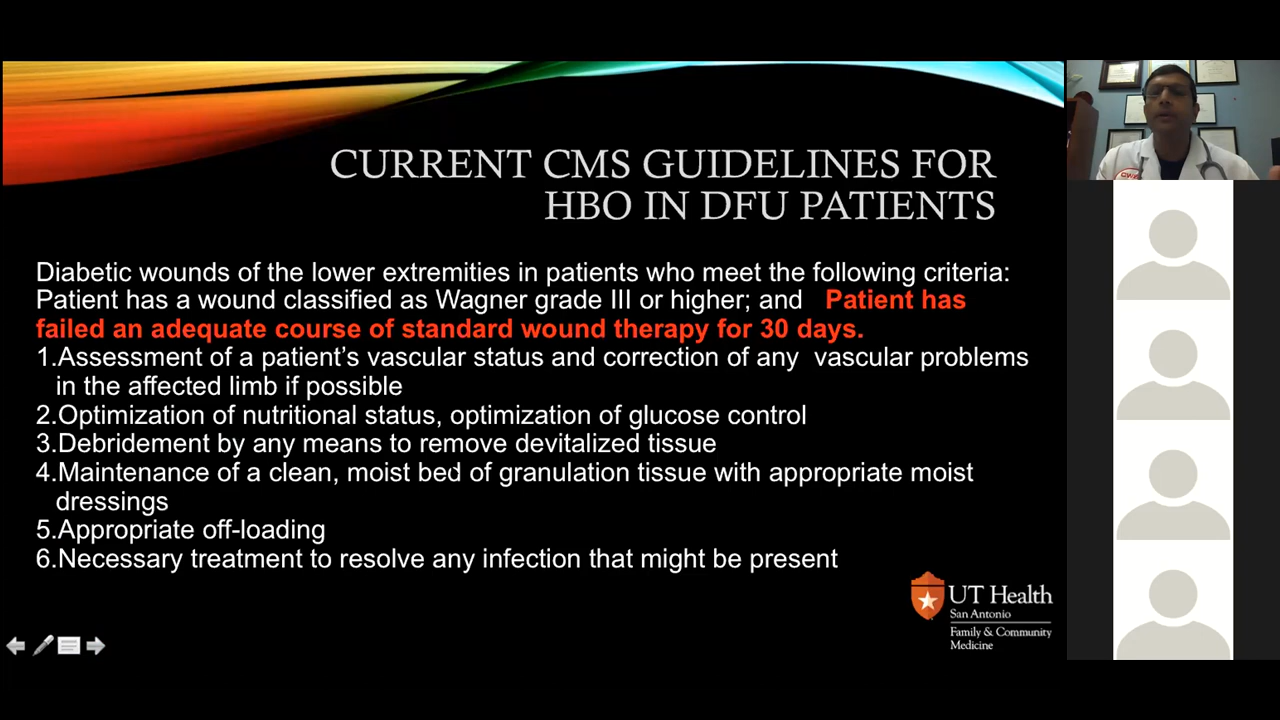 CURRENT CMS GUIDELINES FOR
HBO IN DFU PATIENTS
Diabetic wounds of the lower extremities in patients who meet the following criteria:
Patient has a wound classified as Wagner grade III or higher; and Patient has
failed an adequate course of standard wound therapy for 30 days.
1.Assessment of a patient’s vascular status and correction of any vascular problems
in the affected limb if possible
2.Optimization of nutritional status, optimization of glucose control
3.Debridement by any means to remove devitalized tissue
4.Maintenance of a clean, moist bed of granulation tissue with appropriate moist
dressings
5.Appropriate off-loading
6.Necessary treatment to resolve any infection that might be present
UT Health
San Antonio
Family & Community
Medicine